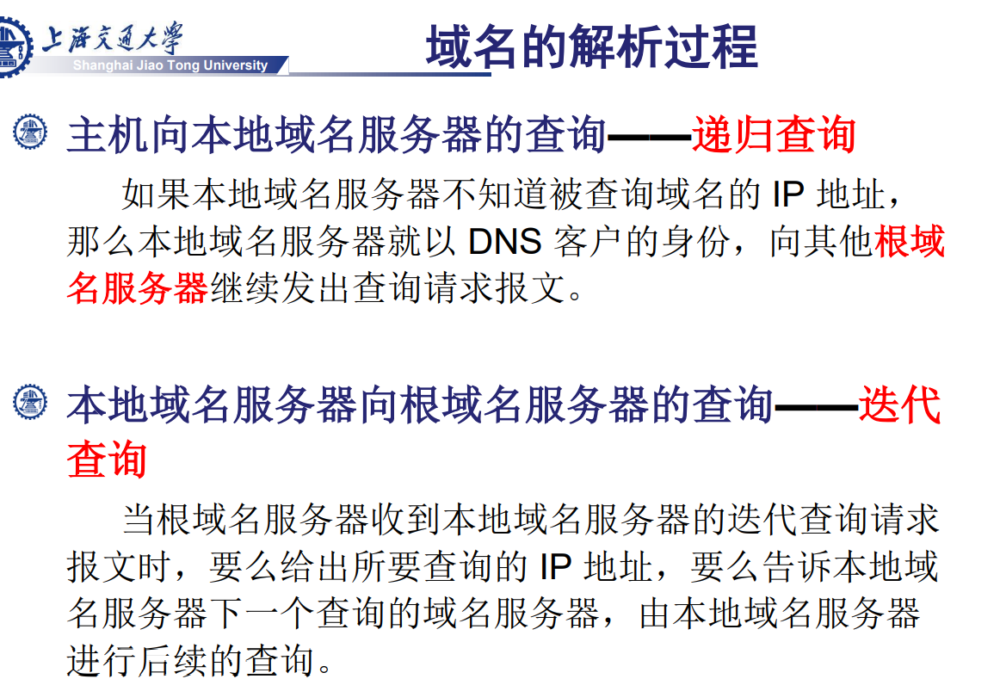 上海交通大学
Shanghai Jiao Tong University
域名的解析过程
主机向本地域名服务器的查询——递归查询
如果本地域名服务器不知道被查询域名的 IP 地址，
那么本地域名服务器就以 DNS 客户的身份，向其他根域
名服务器继续发出查询请求报文。
本地域名服务器向根域名服务器的查询——迭代
查询
当根域名服务器收到本地域名服务器的迭代查询请求
报文时，要么给出所要查询的 IP 地址，要么告诉本地域
名服务器下一个查询的域名服务器，由本地域名服务器
进行后续的查询。